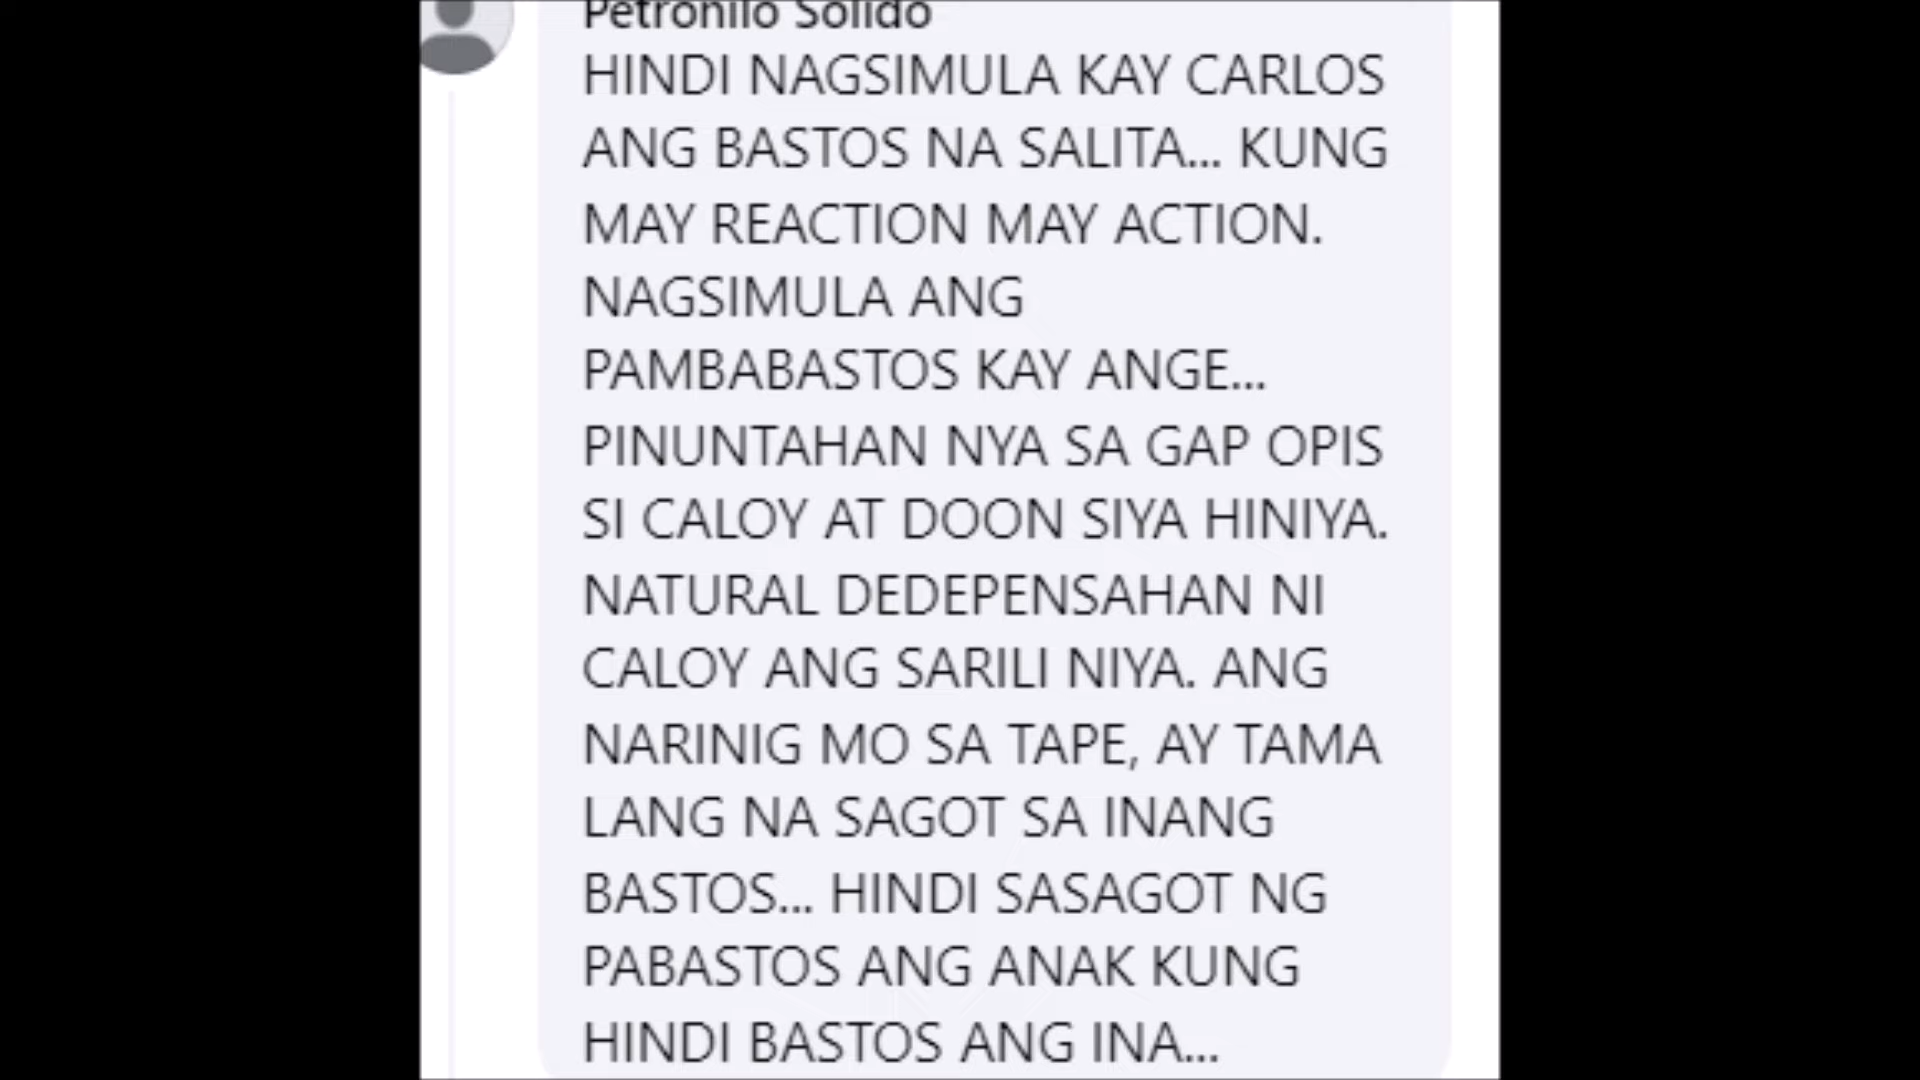 Petronilo Solido
HINDI NAGSIMULA KAY CARLOS
ANG BASTOS NA SALITA... KUNG
MAY REACTION MAY ACTION.
NAGSIMULA ANG
PAMBABASTOS KAY ANGE...
PINUNTAHAN NYA SA GAP OPIS
SI CALOY AT DOON SIYA HINIYA.
NATURAL DEDEPENSAHAN NI
CALOY ANG SARILI NIYA. ANG
NARINIG MO SA TAPE, AY TAMA
LANG NA SAGOT SA INANG
BASTOS... HINDI SASAGOT NG
PABASTOS ANG ANAK KUNG
HINDI BASTOS ANG INA...